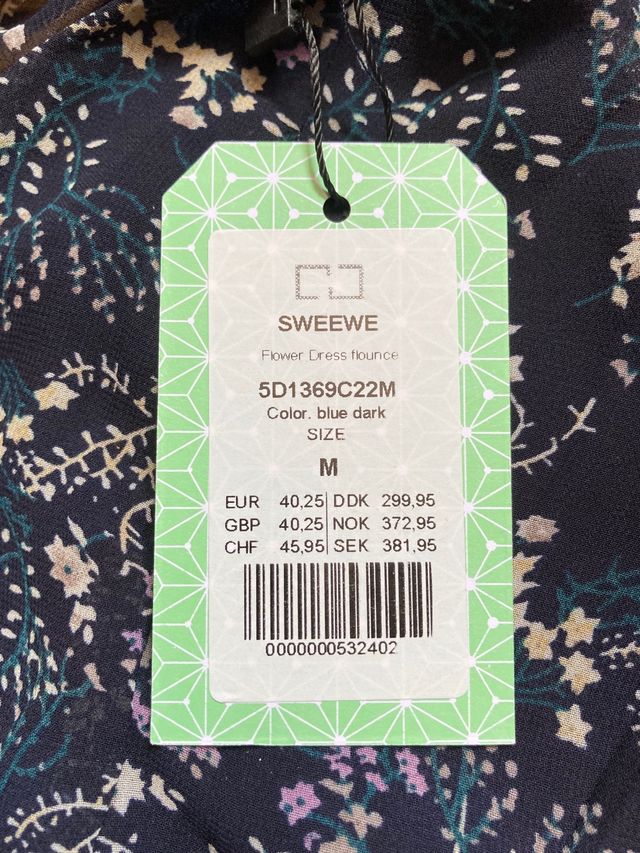 SWEEWE
Flower Dress flounce
5D1369C22M
Color. blue dark
SIZE
M
EUR 40,25 DDK 299,95
GBP 40,25 NOK 372,95
CHF 45,95 SEK 381,95
0000000532402